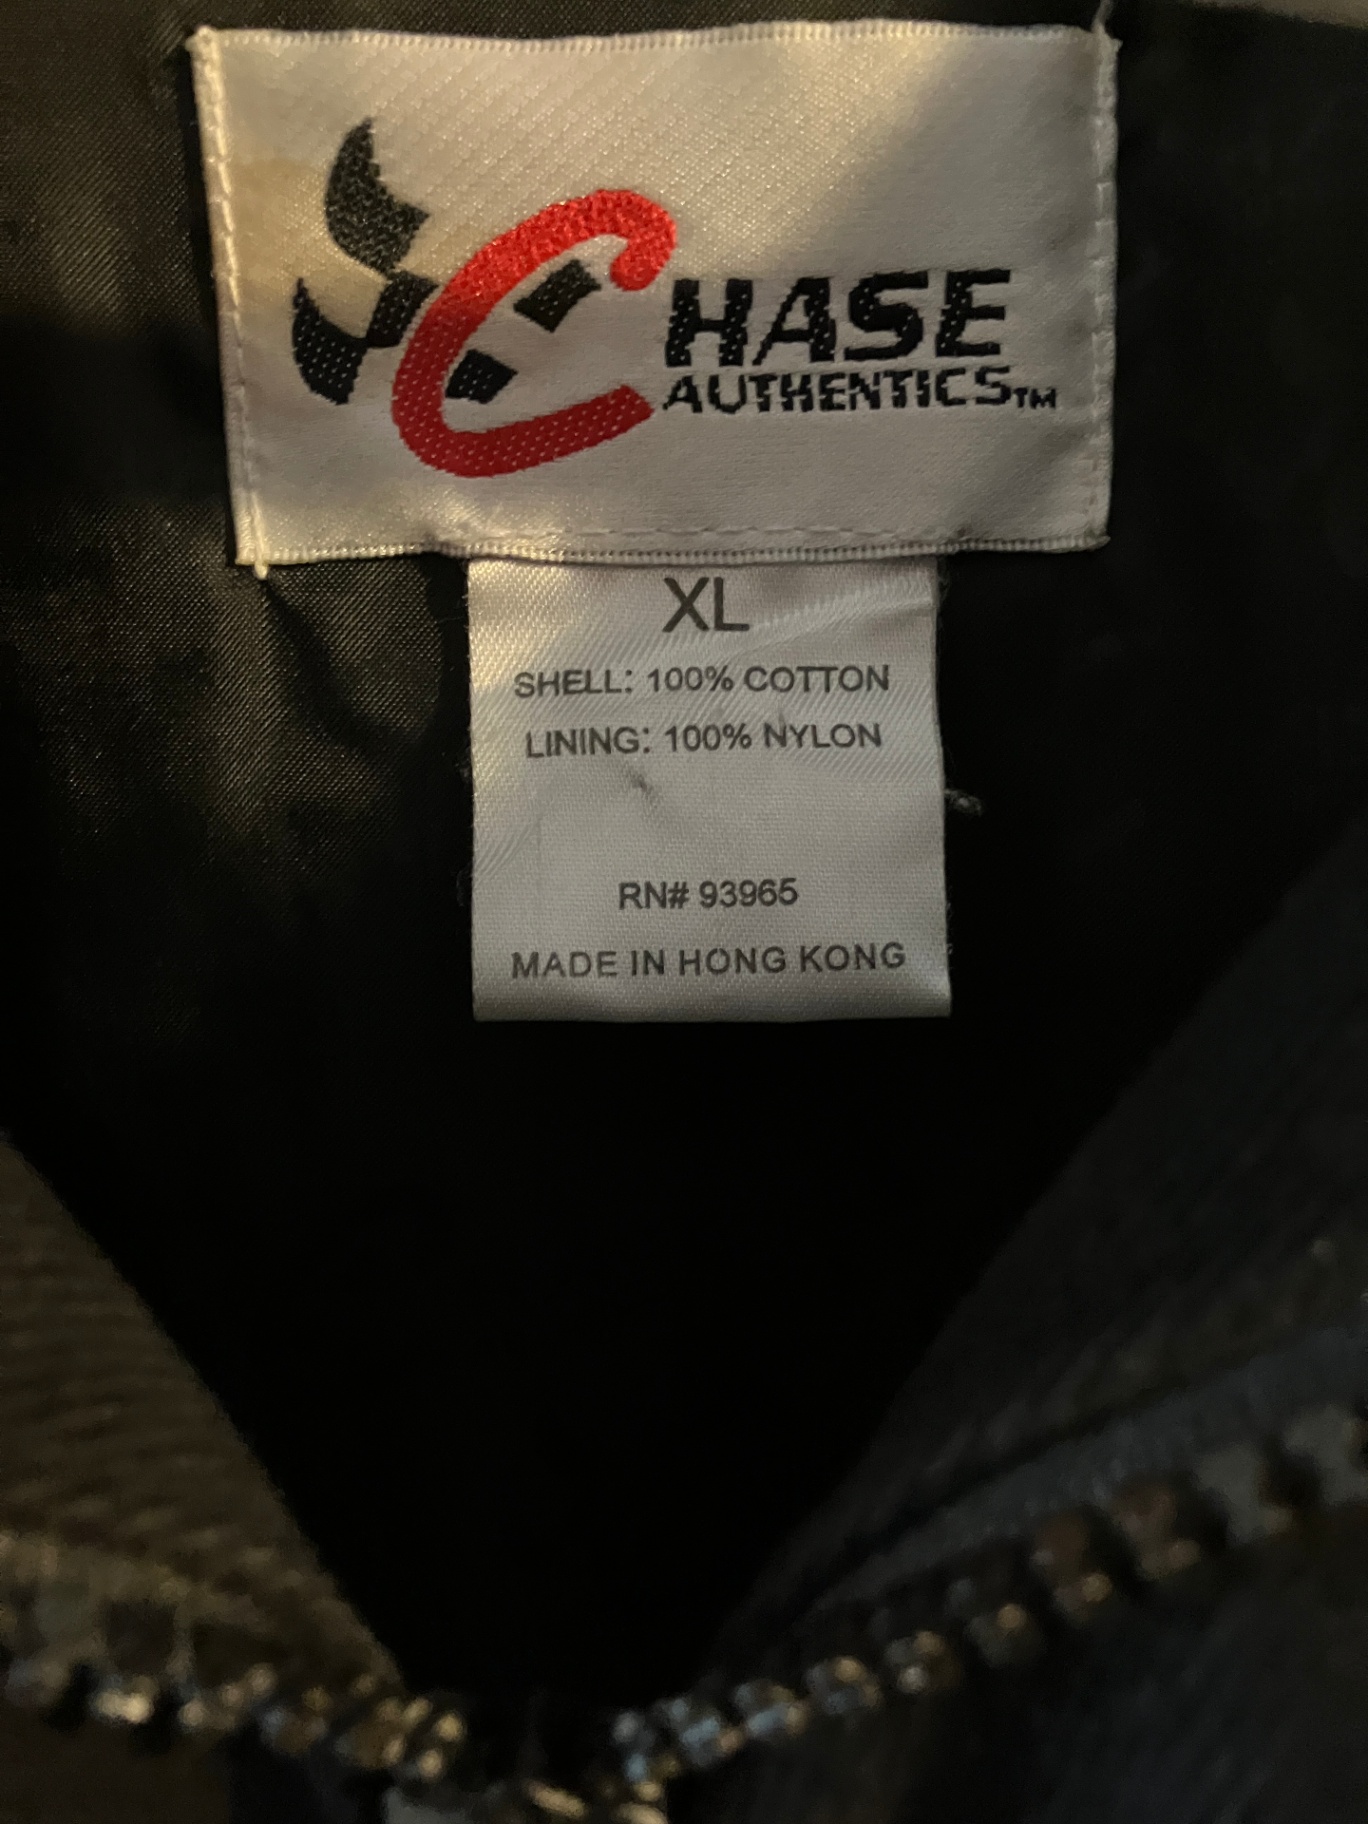 CHASE
AUTHENTICS™
XL
SHELL: 100% COTTON
LINING: 100% NYLON
RN# 93965
MADE IN HONG KONG